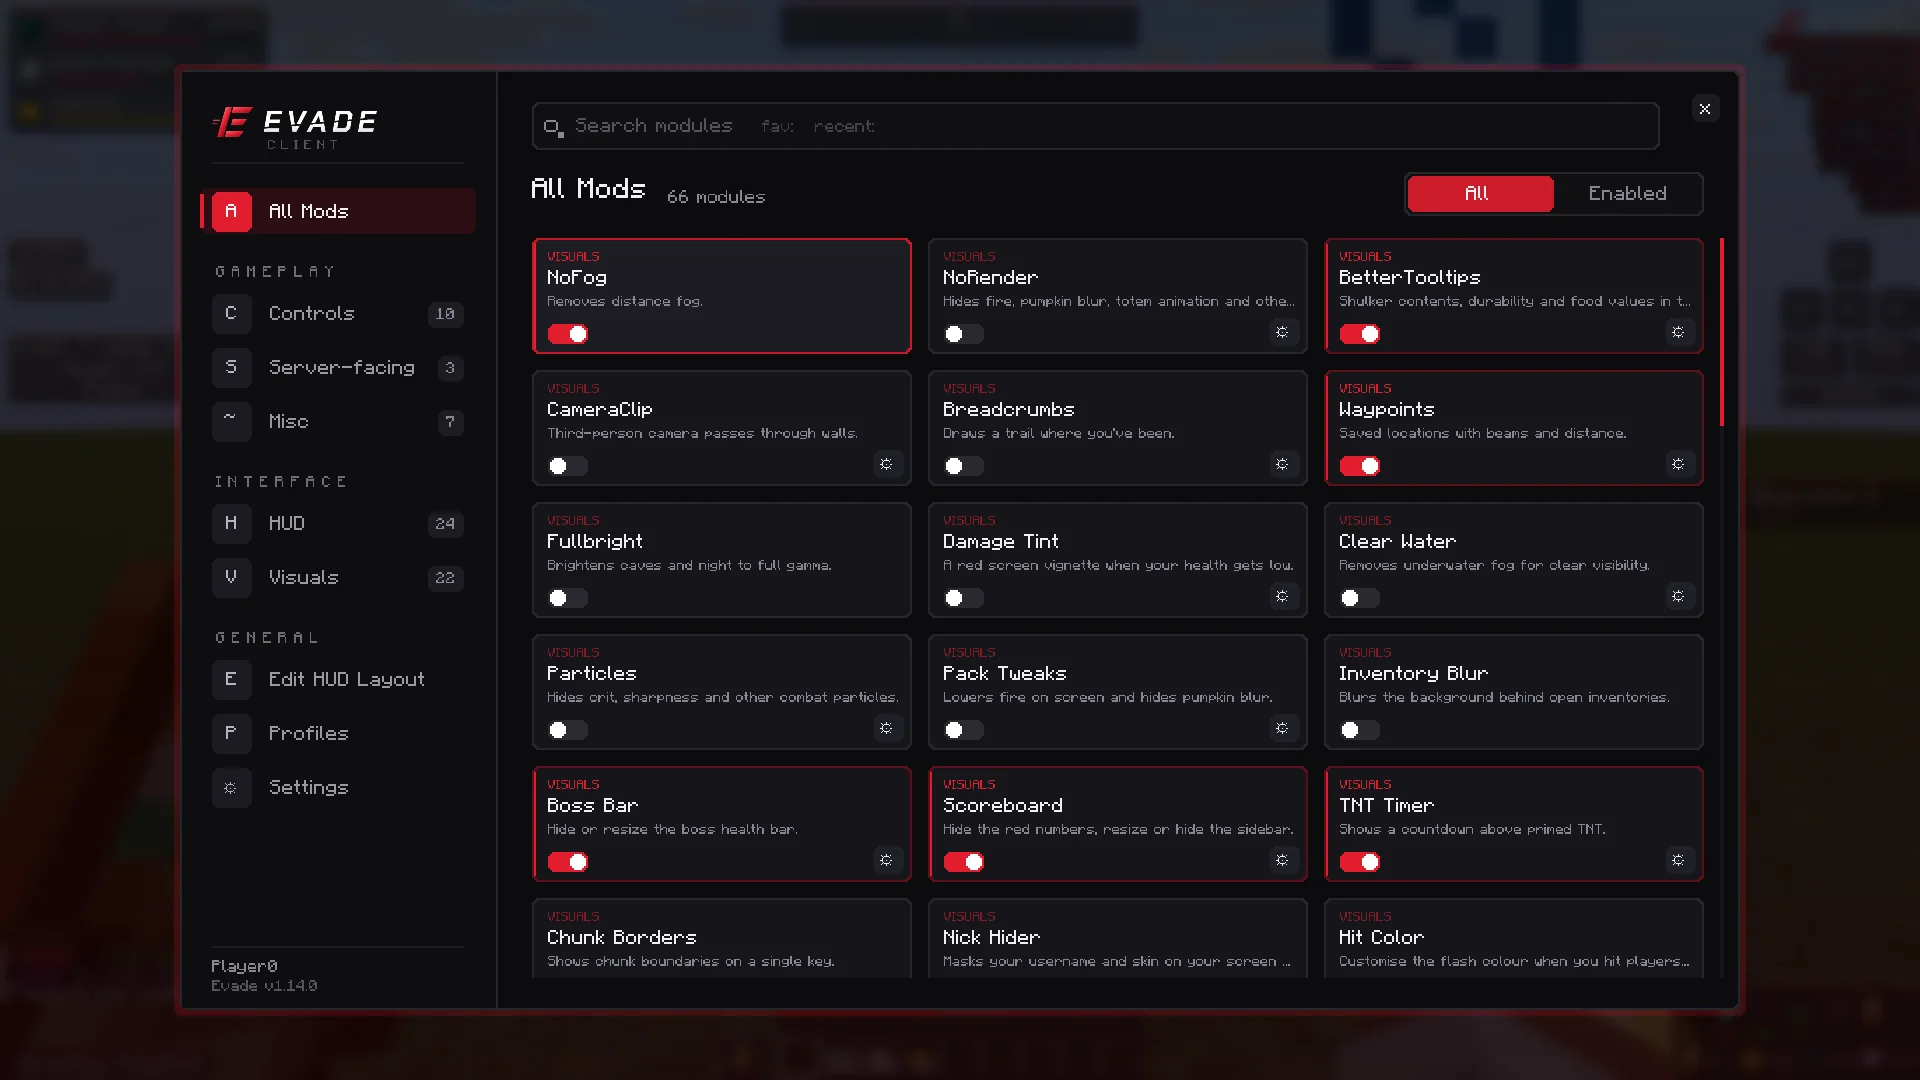 EVADE
CLIENT
A All Mods
GAMEPLAY
C Controls 10
S Server-facing 3
~ Misc 7
INTERFACE
H HUD 24
V Visuals 22
GENERAL
E Edit HUD Layout
P Profiles
Settings
Player0
Evade v1.14.0
Search modules fav: recent:
All Mods 66 modules
All Enabled
VISUALS
NoFog
Removes distance fog.
VISUALS
NoRender
Hides fire, pumpkin blur, totem animation and othe...
VISUALS
BetterTooltips
Shulker contents, durability and food values in t...
VISUALS
CameraClip
Third-person camera passes through walls.
VISUALS
Breadcrumbs
Draws a trail where you've been.
VISUALS
Waypoints
Saved locations with beams and distance.
VISUALS
Fullbright
Brightens caves and night to full gamma.
VISUALS
Damage Tint
A red screen vignette when your health gets low.
VISUALS
Clear Water
Removes underwater fog for clear visibility.
VISUALS
Particles
Hides crit, sharpness and other combat particles.
VISUALS
Pack Tweaks
Lowers fire on screen and hides pumpkin blur.
VISUALS
Inventory Blur
Blurs the background behind open inventories.
VISUALS
Boss Bar
Hide or resize the boss health bar.
VISUALS
Scoreboard
Hide the red numbers, resize or hide the sidebar.
VISUALS
TNT Timer
Shows a countdown above primed TNT.
VISUALS
Chunk Borders
Shows chunk boundaries on a single key.
VISUALS
Nick Hider
Masks your username and skin on your screen ...
VISUALS
Hit Color
Customise the flash colour when you hit players...